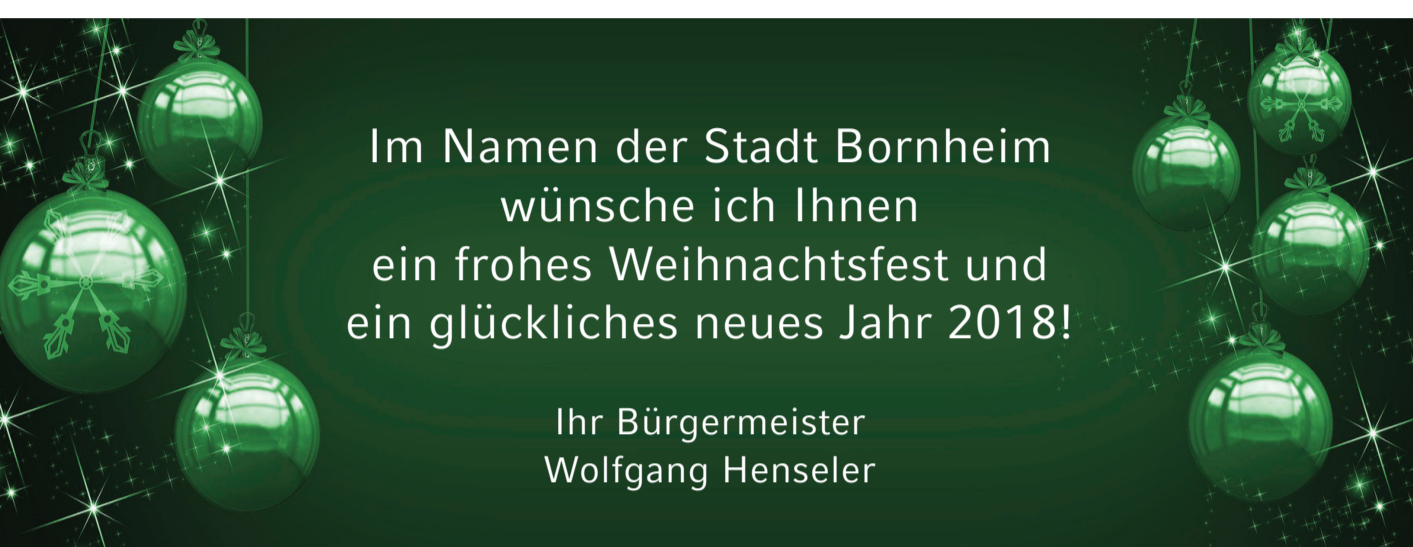 Im Namen der Stadt Bornheim
wünsche ich Ihnen
ein frohes Weihnachtsfest und
ein glückliches neues Jahr 2018!
Ihr Bürgermeister
Wolfgang Henseler